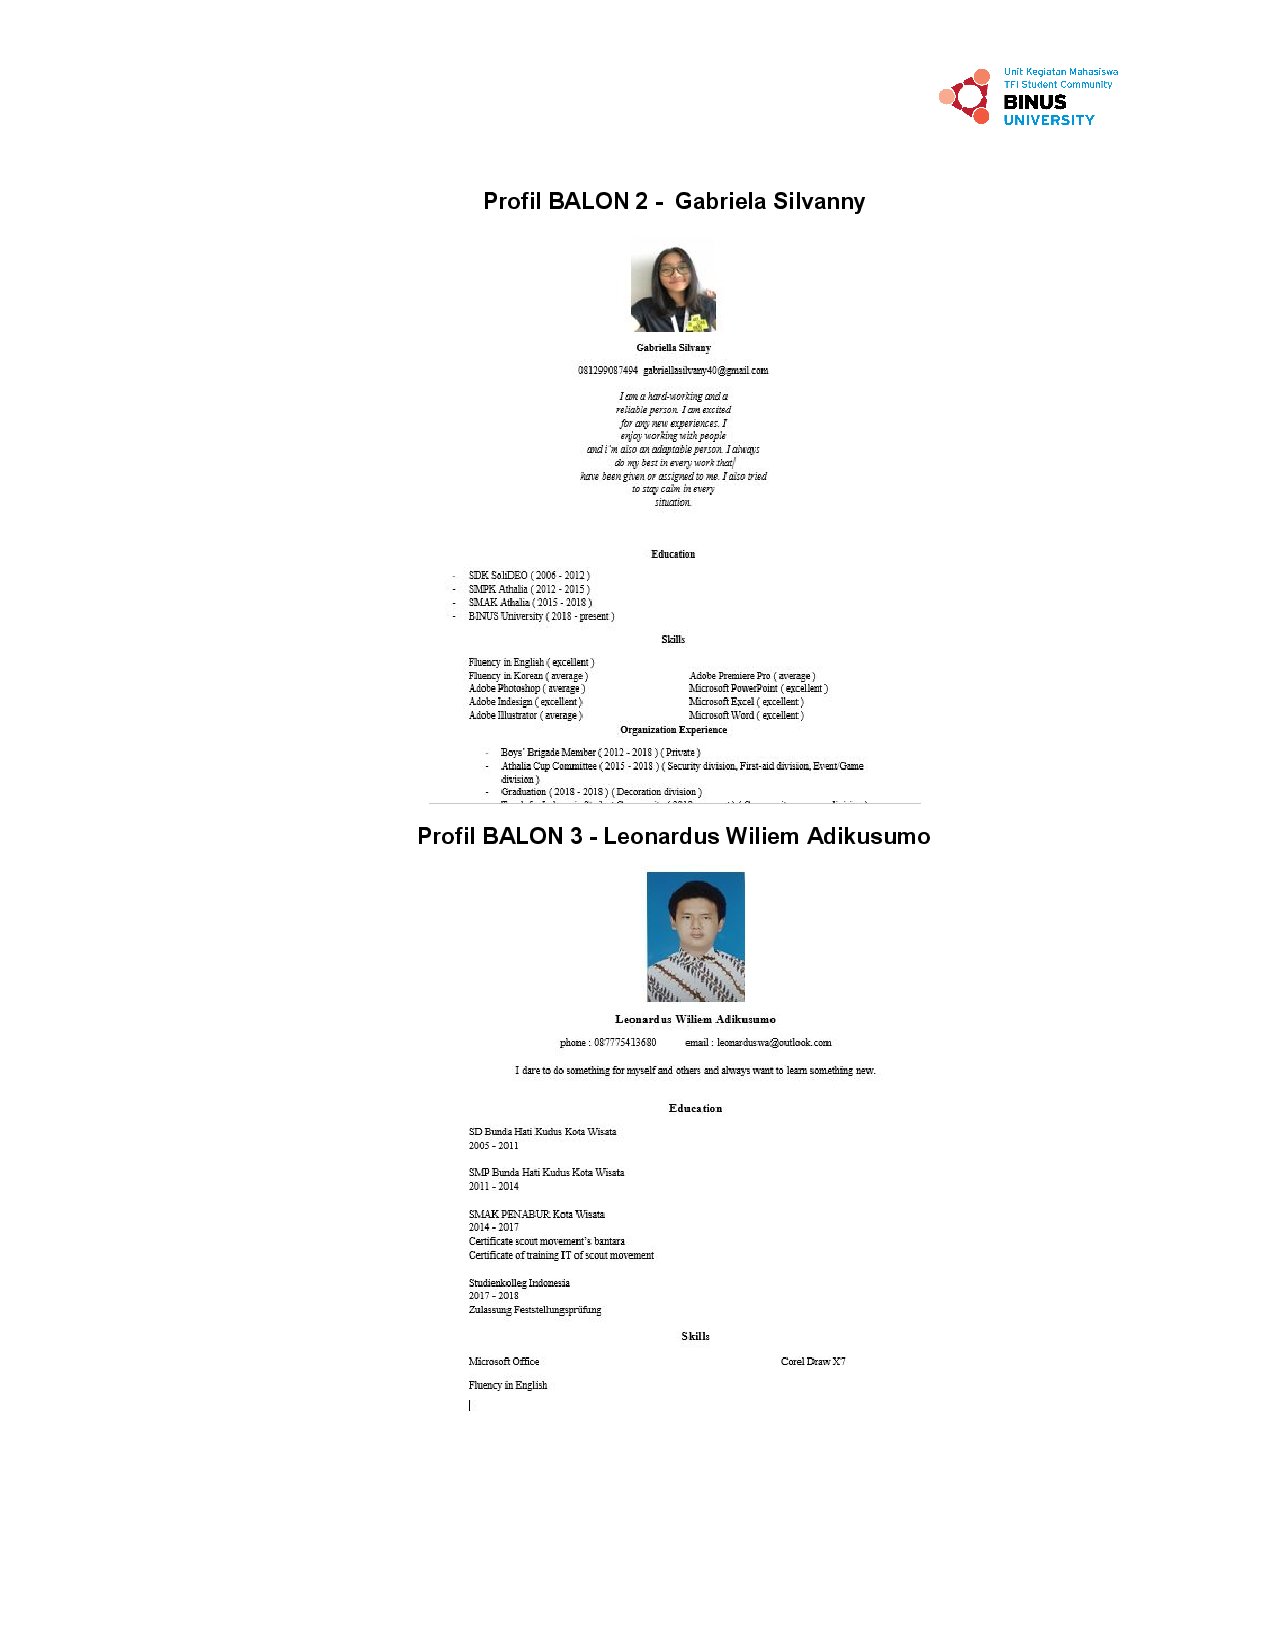 Unit Kegiatan Mahasiswa
TFI Student Community
BINUS
UNIVERSITY
Profil BALON 2 - Gabriela Silvanny
Gabriella Silvany
081299087494 gabriellasilvany40@gmail.com
I am a hard-working and a
reliable person. I am excited
for any new experiences. I
enjoy working with people
and i'm also an adaptable person. I always
do my best in every work that
have been given or assigned to me. I also tried
to stay calm in every
situation.
Education
- SDK SoliDEO ( 2006 - 2012 )
- SMPK Athalia ( 2012 - 2015 )
- SMAK Athalia ( 2015 - 2018 )
- BINUS University ( 2018 - present )
Skills
Fluency in English ( excellent )
Fluency in Korean ( average ) Adobe Premiere Pro ( average )
Adobe Photoshop ( average ) Microsoft PowerPoint ( excellent )
Adobe Indesign ( excellent ) Microsoft Excel ( excellent )
Adobe Illustrator ( average ) Microsoft Word ( excellent )
Organization Experience
- Boys' Brigade Member ( 2012 - 2018 ) ( Private )
- Athalia Cup Committee ( 2015 - 2018 ) ( Security division, First-aid division, Event/Game
division )
- Graduation ( 2018 - 2018 ) ( Decoration division )
Profil BALON 3 - Leonardus Wiliem Adikusumo
Leonardus Wiliem Adikusumo
phone : 087775413680 email : leonarduswa@outlook.com
I dare to do something for myself and others and always want to learn something new.
Education
SD Bunda Hati Kudus Kota Wisata
2005 - 2011
SMP Bunda Hati Kudus Kota Wisata
2011 - 2014
SMAK PENABUR Kota Wisata
2014 - 2017
Certificate scout movement's bantara
Certificate of training IT of scout movement
Studienkolleg Indonesia
2017 - 2018
Zulassung Feststellungsprüfung
Skills
Microsoft Office Corel Draw X7
Fluency in English